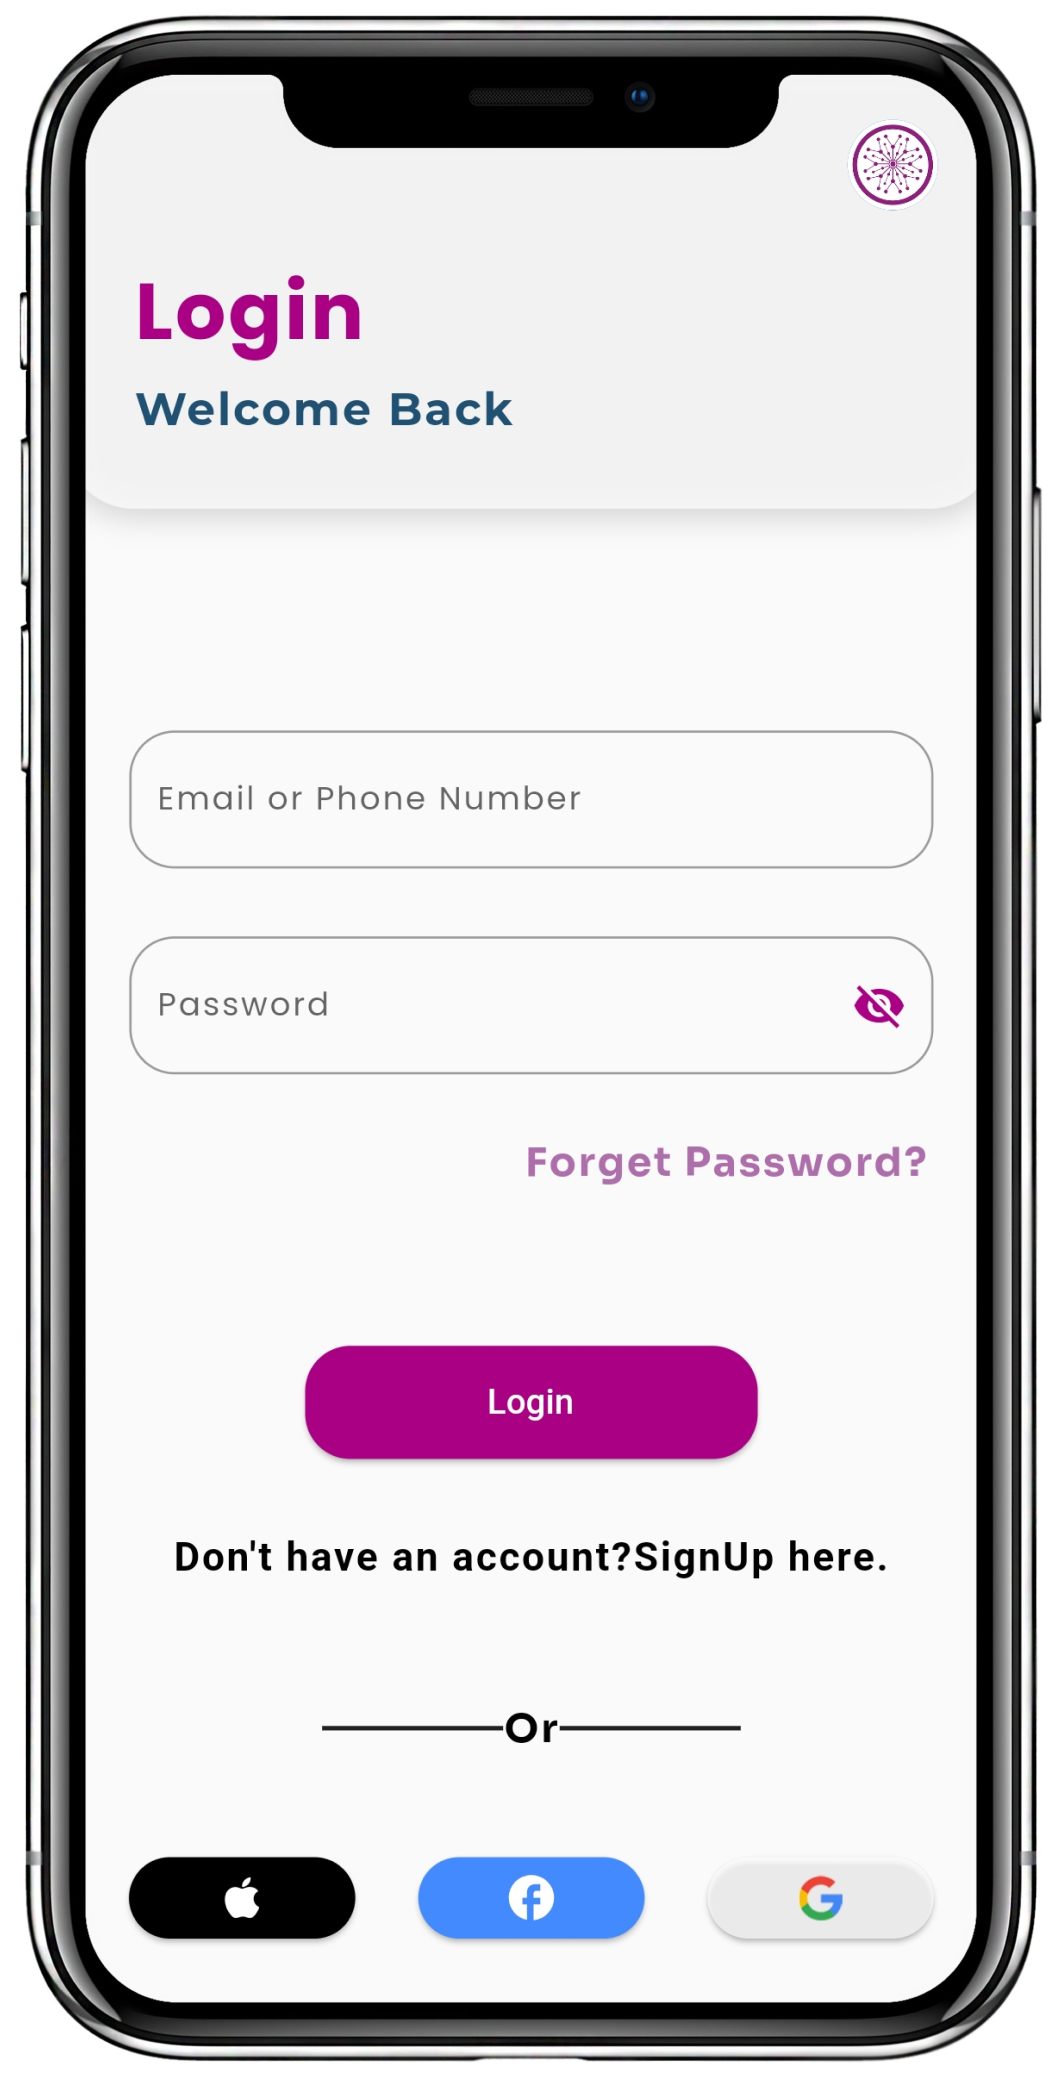 Login
Welcome Back
Email or Phone Number
Password
Forget Password?
Login
Don't have an account?SignUp here.
Or